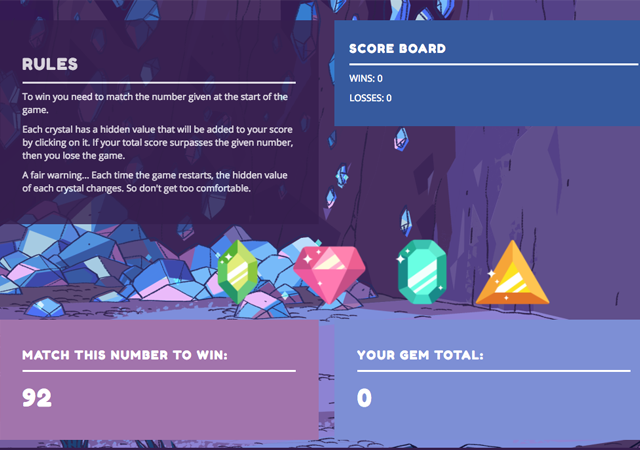 RULES
To win you need to match the number given at the start of the
game.
Each crystal has a hidden value that will be added to your score
by clicking on it. If your total score surpasses the given number,
then you lose the game.
A fair warning... Each time the game restarts, the hidden value
of each crystal changes. So don't get too comfortable.
SCORE BOARD
WINS: 0
LOSSES: 0
MATCH THIS NUMBER TO WIN:
92
YOUR GEM TOTAL:
0